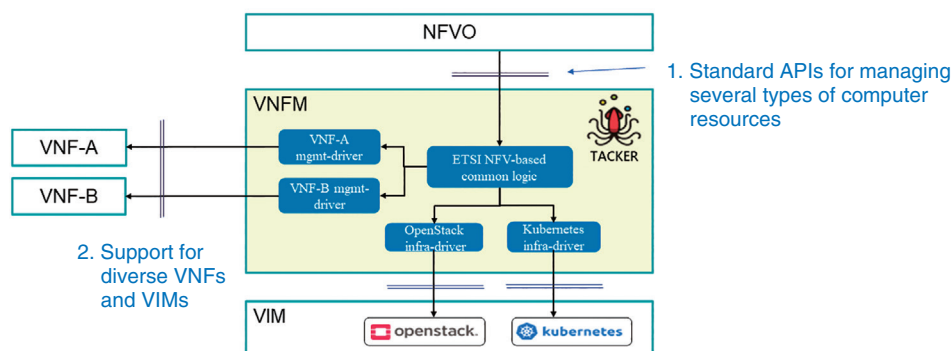 NFVO
1. Standard APIs for managing
several types of computer
resources
VNFM
TACKER
VNF-A
mgmt-driver
VNF-A
ETSI NFV-based
common logic
VNF-B mgmt-
driver
VNF-B
OpenStack
infra-driver
Kubernetes
infra-driver
2. Support for
diverse VNFs
and VIMs
VIM
openstack.
kubernetes